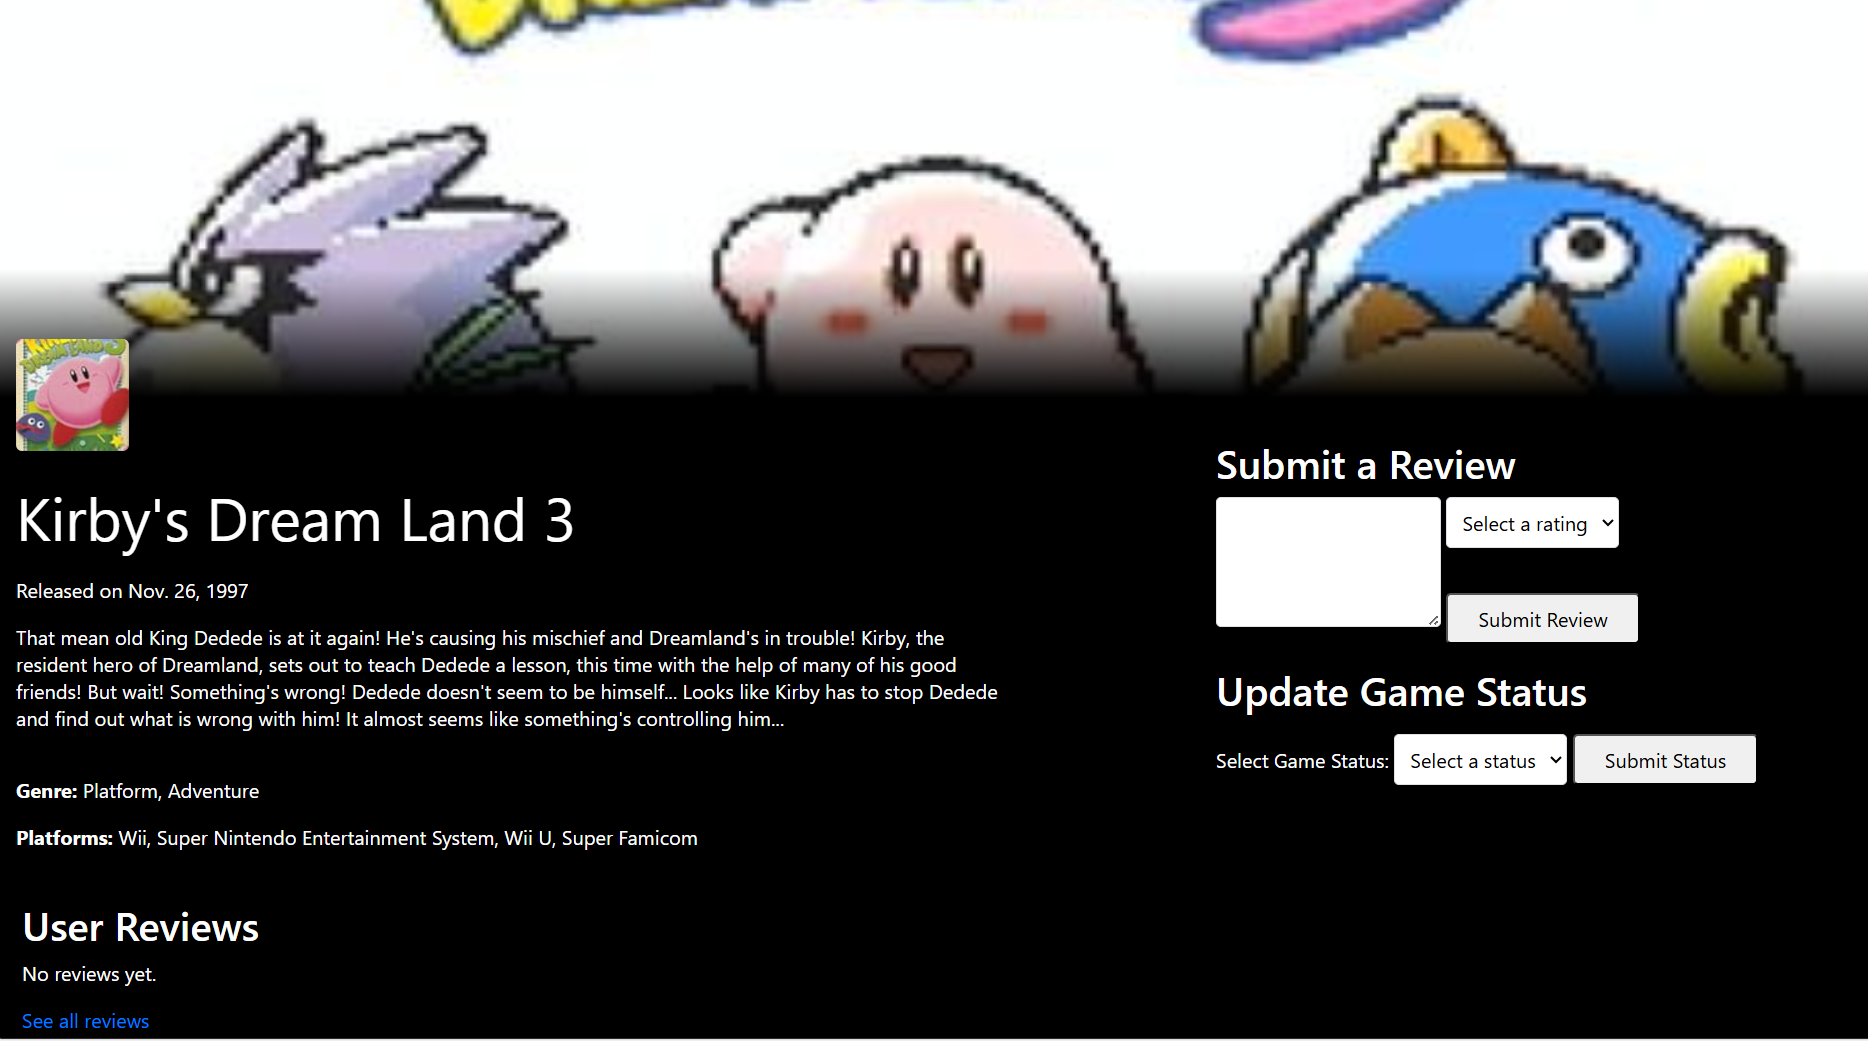 Kirby's Dream Land 3
Released on Nov. 26, 1997
That mean old King Dedede is at it again! He's causing his mischief and Dreamland's in trouble! Kirby, the
resident hero of Dreamland, sets out to teach Dedede a lesson, this time with the help of many of his good
friends! But wait! Something's wrong! Dedede doesn't seem to be himself... Looks like Kirby has to stop Dedede
and find out what is wrong with him! It almost seems like something's controlling him...
Genre: Platform, Adventure
Platforms: Wii, Super Nintendo Entertainment System, Wii U, Super Famicom
User Reviews
No reviews yet.
See all reviews
Submit a Review
Select a rating
Submit Review
Update Game Status
Select Game Status: Select a status Submit Status